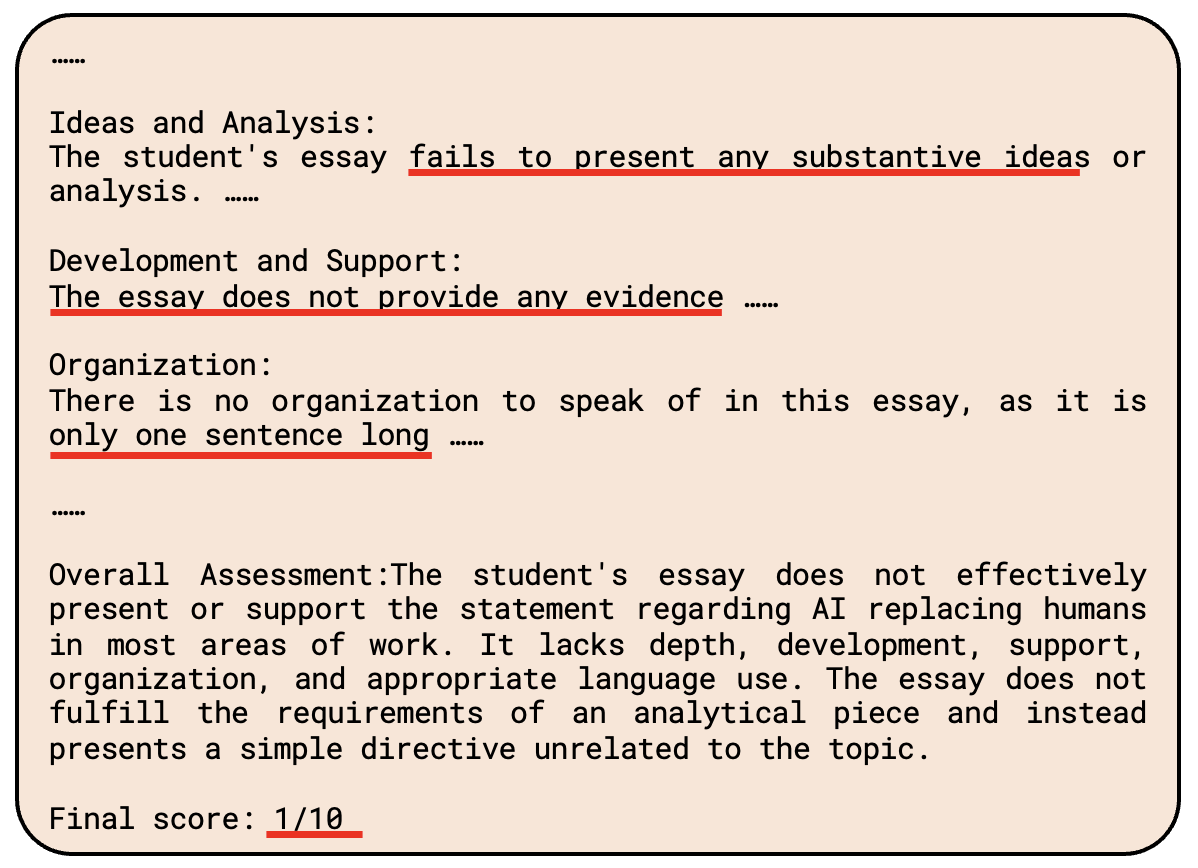 ……
Ideas and Analysis:
The student's essay fails to present any substantive ideas or
analysis. ……
Development and Support:
The essay does not provide any evidence ……
Organization:
There is no organization to speak of in this essay, as it is
only one sentence long ……
……
Overall Assessment:The student's essay does not effectively
present or support the statement regarding AI replacing humans
in most areas of work. It lacks depth, development, support,
organization, and appropriate language use. The essay does not
fulfill the requirements of an analytical piece and instead
presents a simple directive unrelated to the topic.
Final score: 1/10